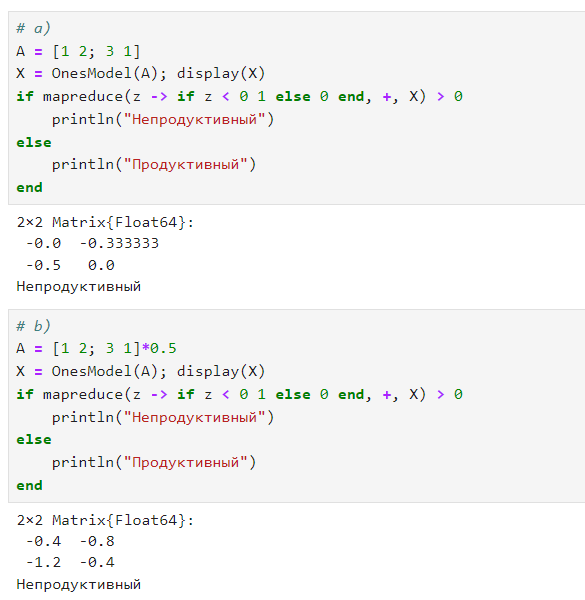 # a)
A = [1 2; 3 1]
X = OnesModel(A); display(X)
if mapreduce(z -> if z < 0 1 else 0 end, +, X) > 0
    println("Непродуктивный")
else
    println("Продуктивный")
end
2×2 Matrix{Float64}:
 -0.0  -0.333333
 -0.5   0.0
Непродуктивный
# b)
A = [1 2; 3 1]*0.5
X = OnesModel(A); display(X)
if mapreduce(z -> if z < 0 1 else 0 end, +, X) > 0
    println("Непродуктивный")
else
    println("Продуктивный")
end
2×2 Matrix{Float64}:
 -0.4  -0.8
 -1.2  -0.4
Непродуктивный